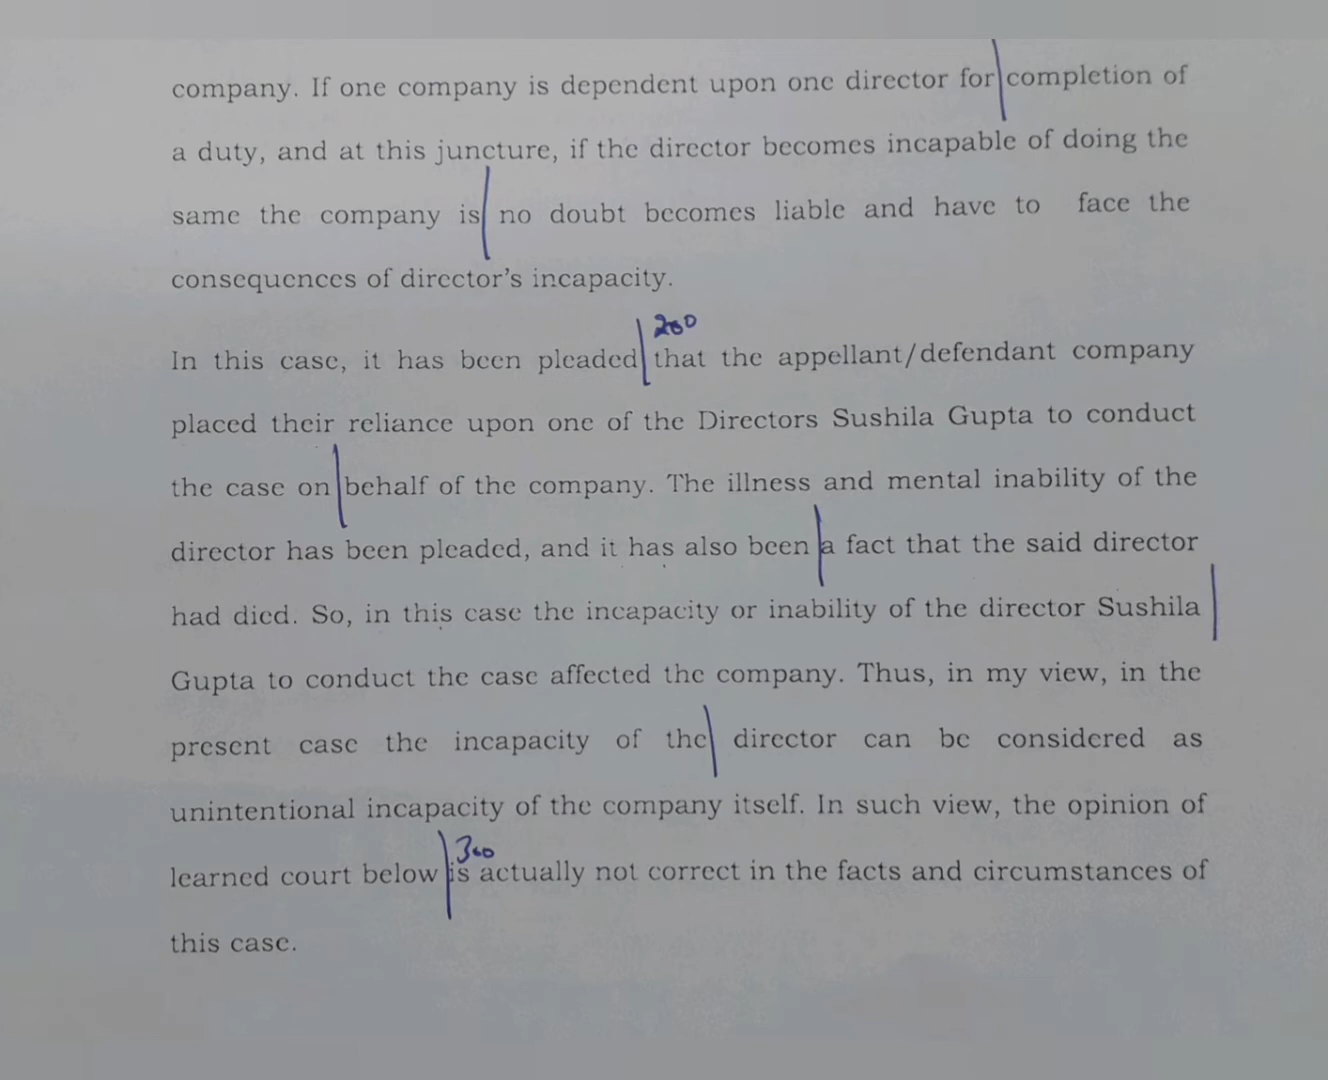 company. If one company is dependent upon one director for completion of
a duty, and at this juncture, if the director becomes incapable of doing the
same the company is no doubt becomes liable and have to face the
consequences of director's incapacity.
200
In this case, it has been pleaded that the appellant/defendant company
placed their reliance upon one of the Directors Sushila Gupta to conduct
the case on behalf of the company. The illness and mental inability of the
director has been pleaded, and it has also been a fact that the said director
had died. So, in this case the incapacity or inability of the director Sushila
Gupta to conduct the case affected the company. Thus, in my view, in the
present case the incapacity of the director can be considered as
unintentional incapacity of the company itself. In such view, the opinion of
300
learned court below is actually not correct in the facts and circumstances of
this case.